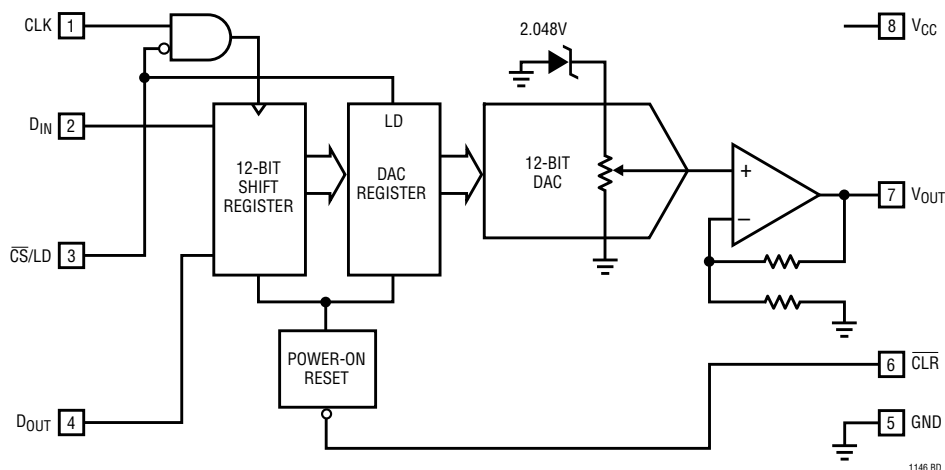 CLK 1
2.048V
8 VCC
LD
DIN 2
12-BIT
SHIFT
REGISTER
DAC
REGISTER
12-BIT
DAC
+
−
7 VOUT
CS/LD 3
POWER-ON
RESET
6 CLR
DOUT 4
5 GND
1146 BD